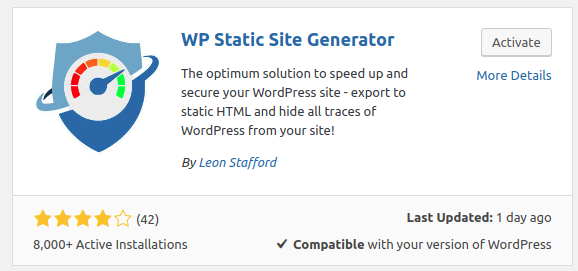 WP Static Site Generator
Activate
More Details
The optimum solution to speed up and
secure your WordPress site - export to
static HTML and hide all traces of
WordPress from your site!
By Leon Stafford
(42)
Last Updated: 1 day ago
8,000+ Active Installations
Compatible with your version of WordPress